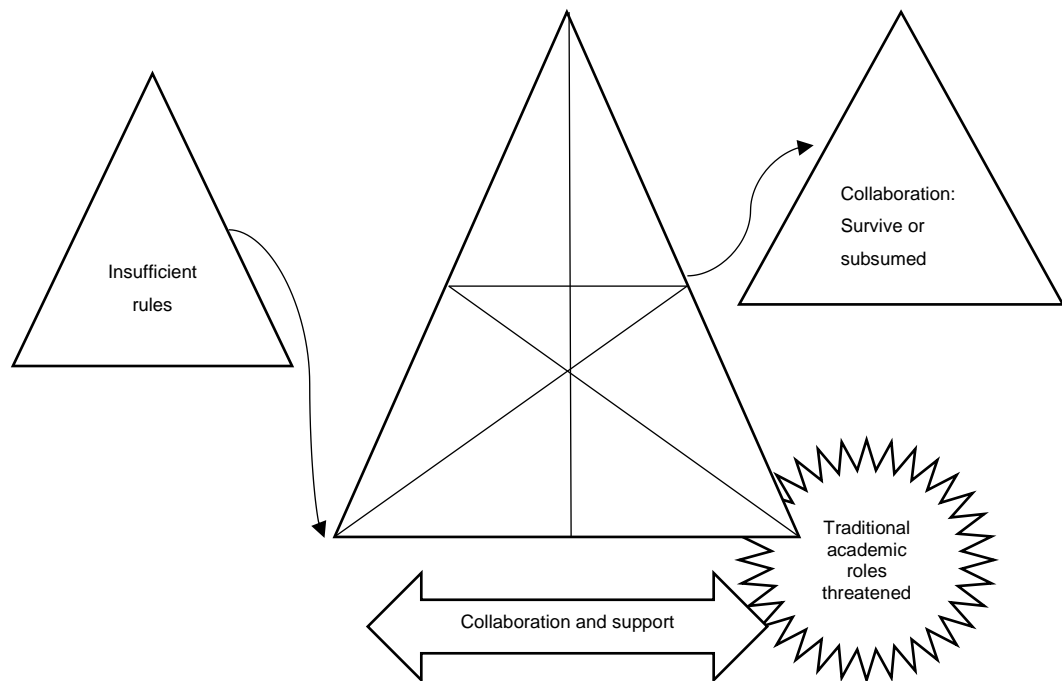 Insufficient
rules
Collaboration:
Survive or
subsumed
Traditional
academic
roles
threatened
Collaboration and support